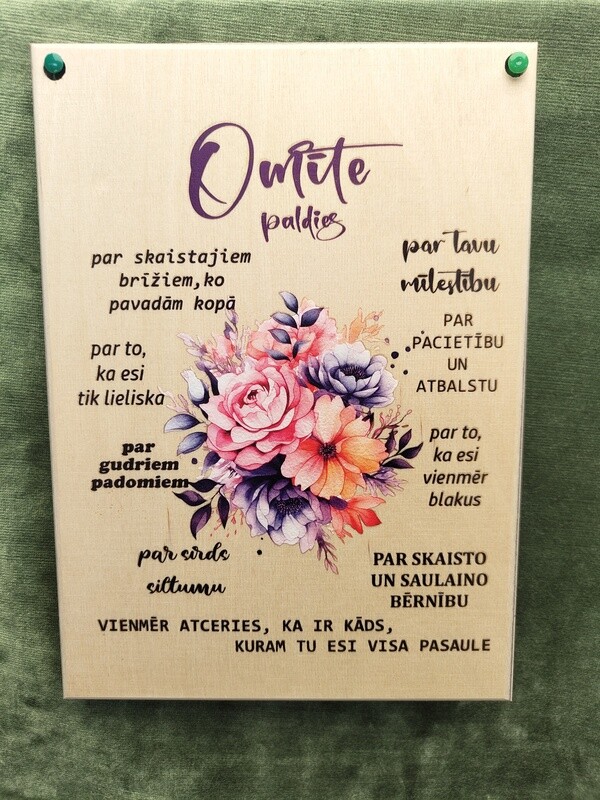 Omīte
paldies
par skaistajiem
brīžiem,ko
pavadām kopā
par to,
ka esi
tik lieliska
par
gudriem
padomiem
par sirds
siltumu
par tavu
mīlestību
PAR
PACIETĪBU
UN
ATBALSTU
par to,
ka esi
vienmēr
blakus
PAR SKAISTO
UN SAULAINO
BĒRNĪBU
VIENMĒR ATCERIES, KA IR KĀDS,
KURAM TU ESI VISA PASAULE